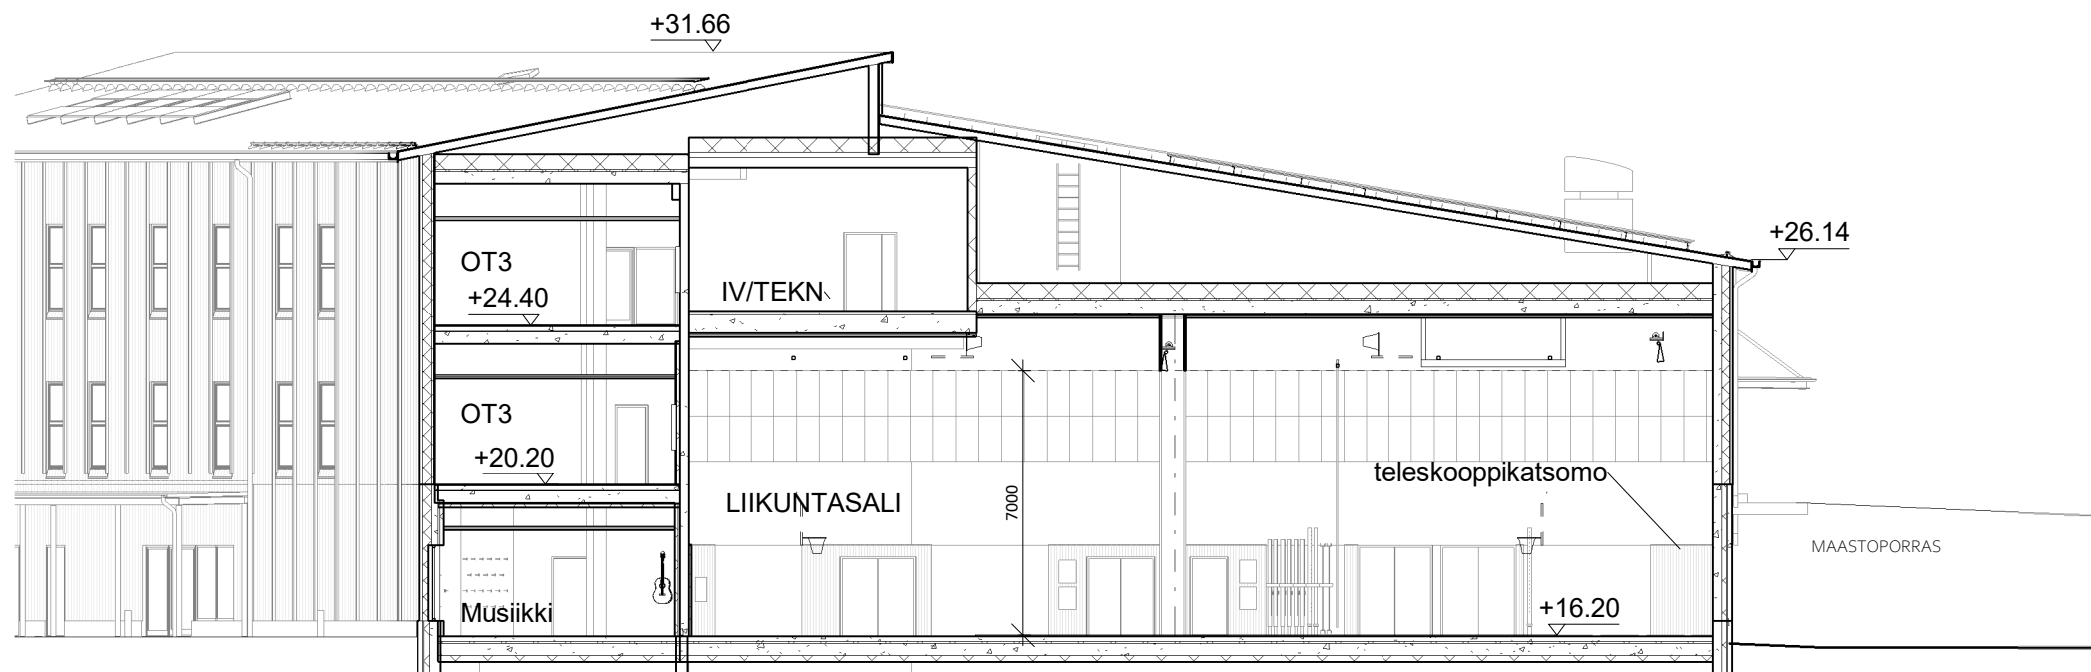 +31.66
+26.14
OT3
+24.40
IV/TEKN
OT3
+20.20
teleskooppikatsomo
LIIKUNTASALI
7000
MAASTOPORRAS
Musiikki
+16.20